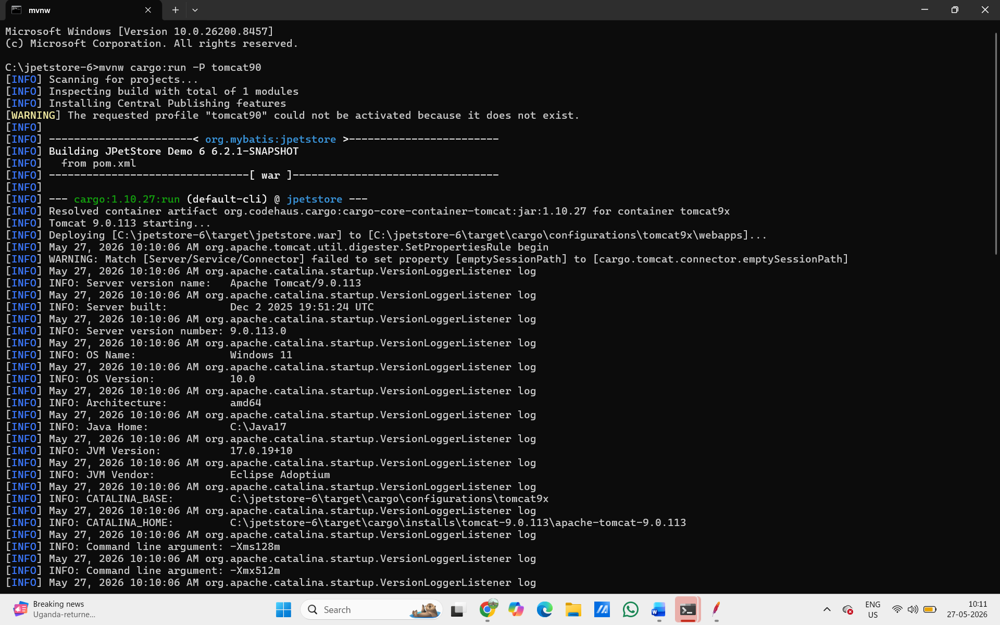 mvnw
Microsoft Windows [Version 10.0.26200.8457]
(c) Microsoft Corporation. All rights reserved.
C:\jpetstore-6>mvnw cargo:run -P tomcat90
[INFO] Scanning for projects...
[INFO] Inspecting build with total of 1 modules
[INFO] Installing Central Publishing features
[WARNING] The requested profile "tomcat90" could not be activated because it does not exist.
[INFO]
[INFO] -----------------------< org.mybatis:jpetstore >------------------------
[INFO] Building JPetStore Demo 6 6.2.1-SNAPSHOT
[INFO]   from pom.xml
[INFO] --------------------------------[ war ]---------------------------------
[INFO]
[INFO] --- cargo:1.10.27:run (default-cli) @ jpetstore ---
[INFO] Resolved container artifact org.codehaus.cargo:cargo-core-container-tomcat:jar:1.10.27 for container tomcat9x
[INFO] Tomcat 9.0.113 starting...
[INFO] Deploying [C:\jpetstore-6\target\jpetstore.war] to [C:\jpetstore-6\target\cargo\configurations\tomcat9x\webapps]...
[INFO] May 27, 2026 10:10:06 AM org.apache.tomcat.util.digester.SetPropertiesRule begin
[INFO] WARNING: Match [Server/Service/Connector] failed to set property [emptySessionPath] to [cargo.tomcat.connector.emptySessionPath]
[INFO] May 27, 2026 10:10:06 AM org.apache.catalina.startup.VersionLoggerListener log
[INFO] INFO: Server version name:   Apache Tomcat/9.0.113
[INFO] May 27, 2026 10:10:06 AM org.apache.catalina.startup.VersionLoggerListener log
[INFO] INFO: Server built:          Dec 2 2025 19:51:24 UTC
[INFO] May 27, 2026 10:10:06 AM org.apache.catalina.startup.VersionLoggerListener log
[INFO] INFO: Server version number: 9.0.113.0
[INFO] May 27, 2026 10:10:06 AM org.apache.catalina.startup.VersionLoggerListener log
[INFO] INFO: OS Name:               Windows 11
[INFO] May 27, 2026 10:10:06 AM org.apache.catalina.startup.VersionLoggerListener log
[INFO] INFO: OS Version:            10.0
[INFO] May 27, 2026 10:10:06 AM org.apache.catalina.startup.VersionLoggerListener log
[INFO] INFO: Architecture:          amd64
[INFO] May 27, 2026 10:10:06 AM org.apache.catalina.startup.VersionLoggerListener log
[INFO] INFO: Java Home:             C:\Java17
[INFO] May 27, 2026 10:10:06 AM org.apache.catalina.startup.VersionLoggerListener log
[INFO] INFO: JVM Version:           17.0.19+10
[INFO] May 27, 2026 10:10:06 AM org.apache.catalina.startup.VersionLoggerListener log
[INFO] INFO: JVM Vendor:            Eclipse Adoptium
[INFO] May 27, 2026 10:10:06 AM org.apache.catalina.startup.VersionLoggerListener log
[INFO] INFO: CATALINA_BASE:         C:\jpetstore-6\target\cargo\configurations\tomcat9x
[INFO] May 27, 2026 10:10:06 AM org.apache.catalina.startup.VersionLoggerListener log
[INFO] INFO: CATALINA_HOME:         C:\jpetstore-6\target\cargo\installs\tomcat-9.0.113\apache-tomcat-9.0.113
[INFO] May 27, 2026 10:10:06 AM org.apache.catalina.startup.VersionLoggerListener log
[INFO] INFO: Command line argument: -Xms128m
[INFO] May 27, 2026 10:10:06 AM org.apache.catalina.startup.VersionLoggerListener log
[INFO] INFO: Command line argument: -Xmx512m
[INFO] May 27, 2026 10:10:06 AM org.apache.catalina.startup.VersionLoggerListener log
Breaking news
Uganda-returne...
Search
ENG
US
10:11
27-05-2026